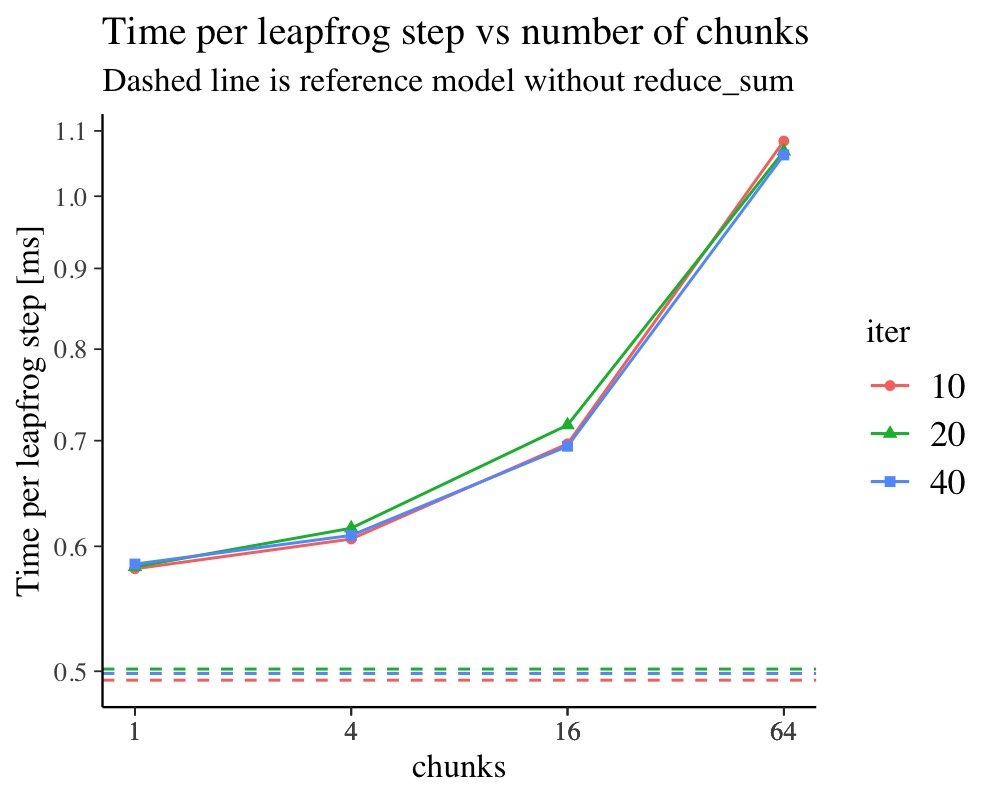 Time per leapfrog step vs number of chunks
Dashed line is reference model without reduce_sum
Time per leapfrog step [ms]
1.1
1.0
0.9
0.8
0.7
0.6
0.5
1 4 16 64
chunks
iter
10
20
40